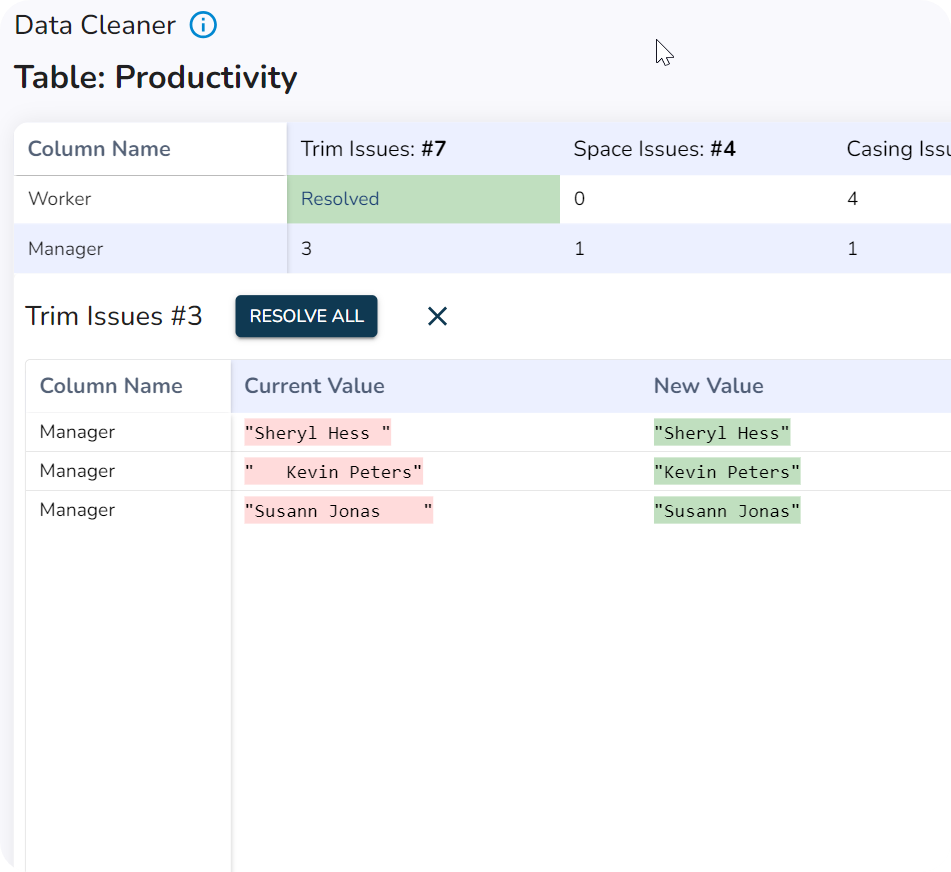 Data Cleaner
Table: Productivity
Column Name Trim Issues: #7 Space Issues: #4 Casing Issu
Worker Resolved 0 4
Manager 3 1 1
Trim Issues #3 RESOLVE ALL
Column Name Current Value New Value
Manager "Sheryl Hess " "Sheryl Hess"
Manager "   Kevin Peters" "Kevin Peters"
Manager "Susann Jonas    " "Susann Jonas"